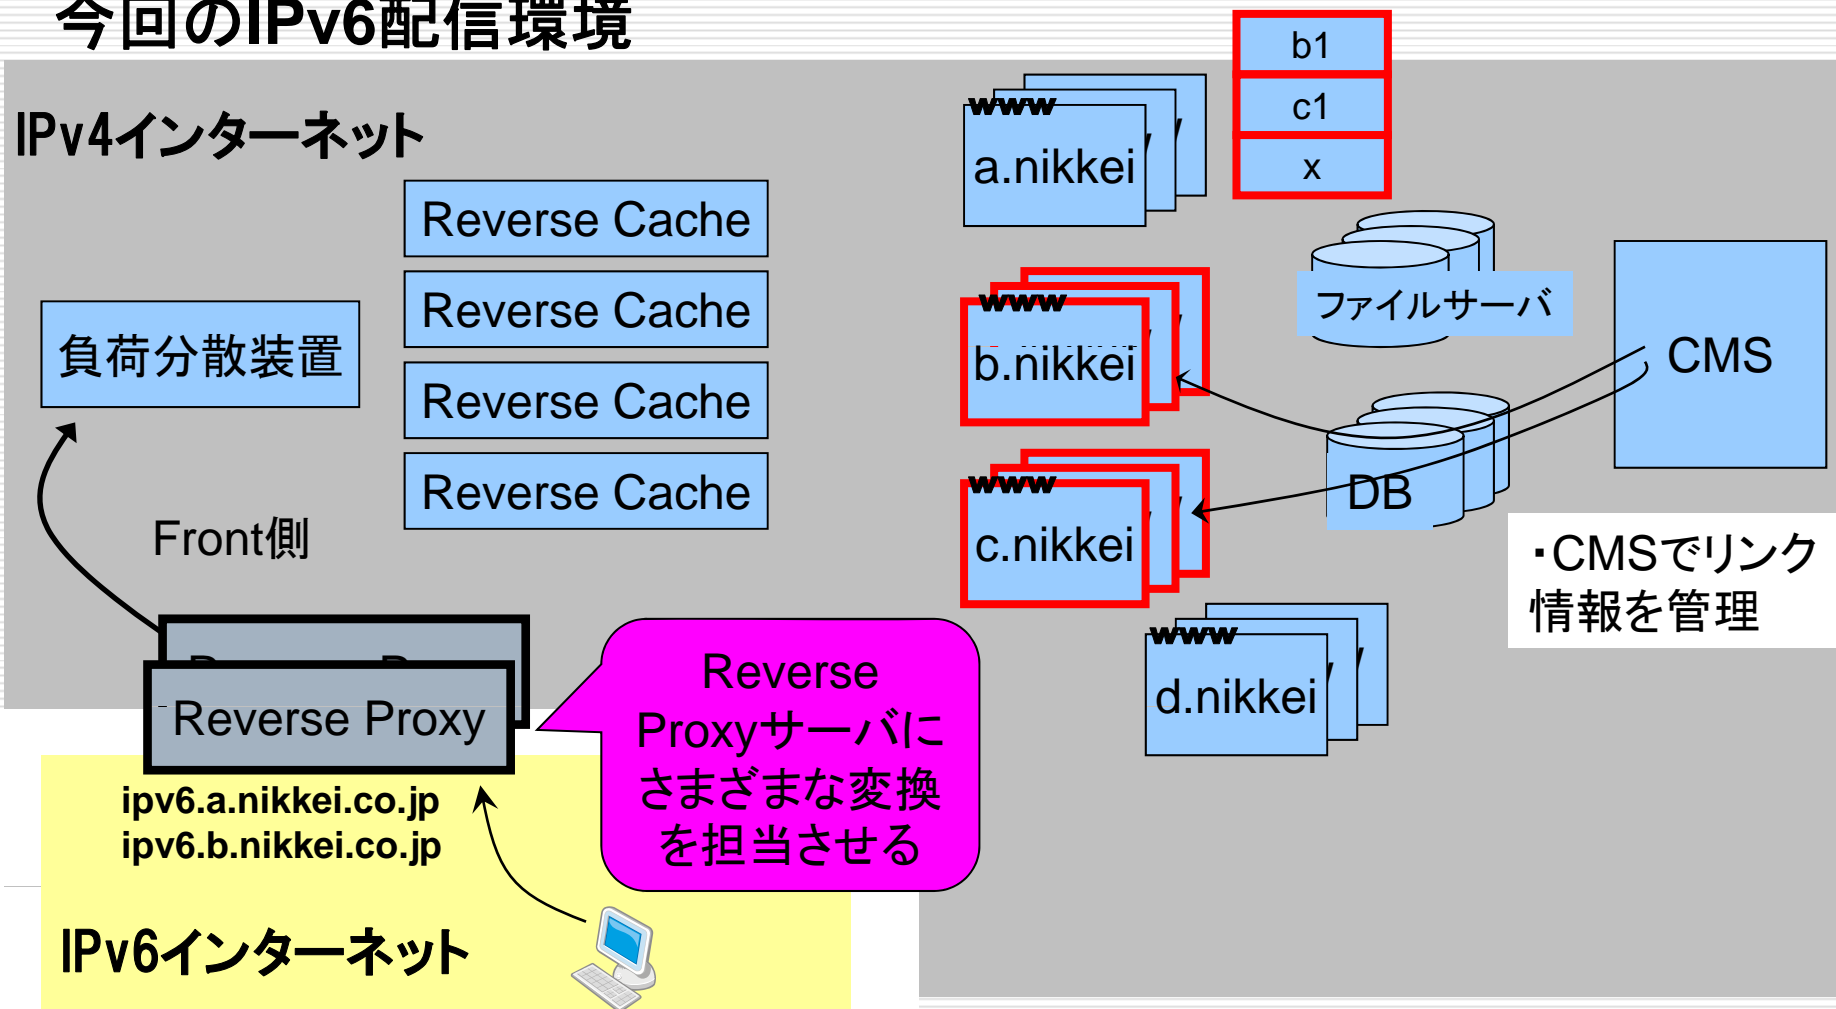 今回のIPv6配信環境
IPv4インターネット
b1
c1
x
www
a.nikkei
Reverse Cache
Reverse Cache
Reverse Cache
Reverse Cache
負荷分散装置
www
b.nikkei
ファイルサーバ
CMS
DB
www
c.nikkei
Front側
・CMSでリンク
情報を管理
www
d.nikkei
Reverse Proxy
Reverse
Proxyサーバに
さまざまな変換
を担当させる
ipv6.a.nikkei.co.jp
ipv6.b.nikkei.co.jp
IPv6インターネット